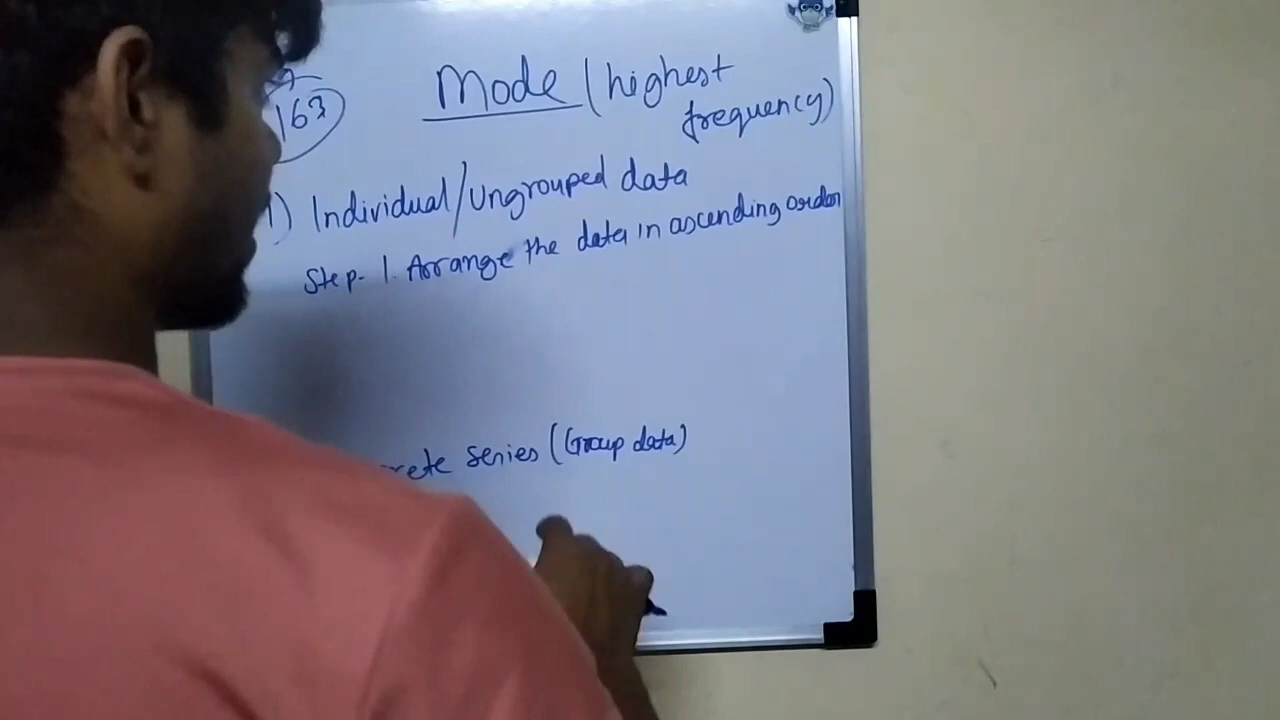 Mode (highest
frequency)
163
1) Individual/Ungrouped data
Step-1. Arrange the data in ascending order
crete series (Group data)